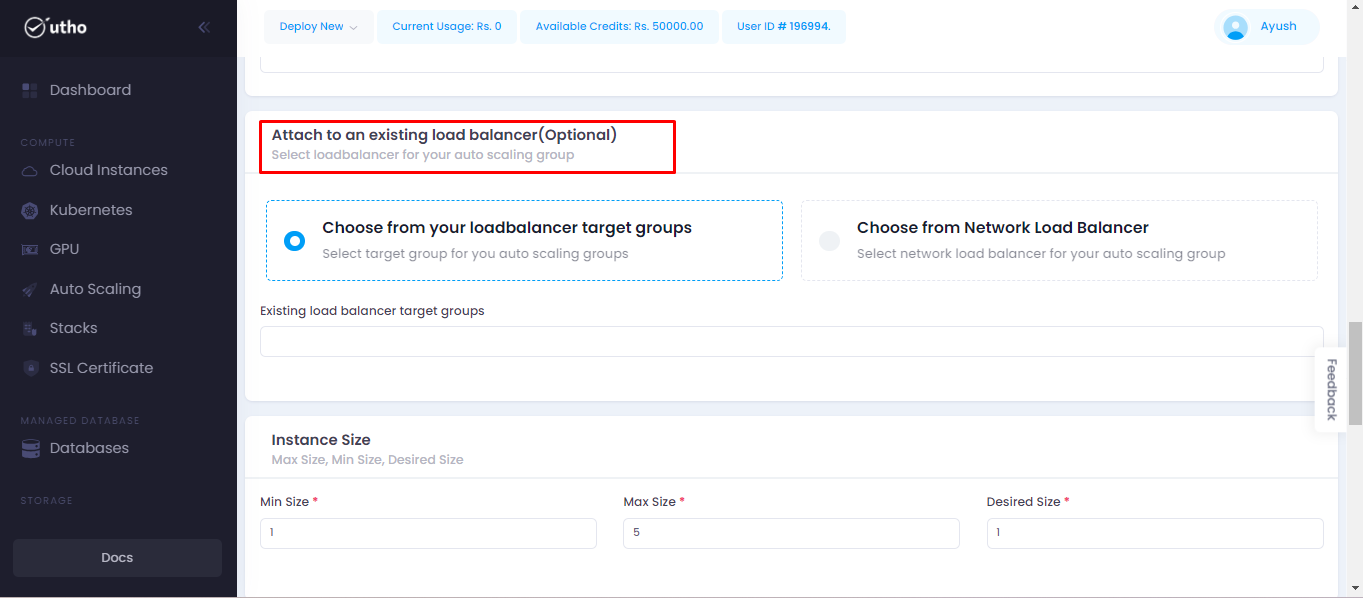 utho
Deploy New
Current Usage: Rs. 0
Available Credits: Rs. 50000.00
User ID # 196994.
Ayush
Dashboard
COMPUTE
Cloud Instances
Kubernetes
GPU
Auto Scaling
Stacks
SSL Certificate
MANAGED DATABASE
Databases
STORAGE
Docs
Attach to an existing load balancer(Optional)
Select loadbalancer for your auto scaling group
Choose from your loadbalancer target groups
Select target group for you auto scaling groups
Choose from Network Load Balancer
Select network load balancer for your auto scaling group
Existing load balancer target groups
Feedback
Instance Size
Max Size, Min Size, Desired Size
Min Size *
Max Size *
Desired Size *
1
5
1